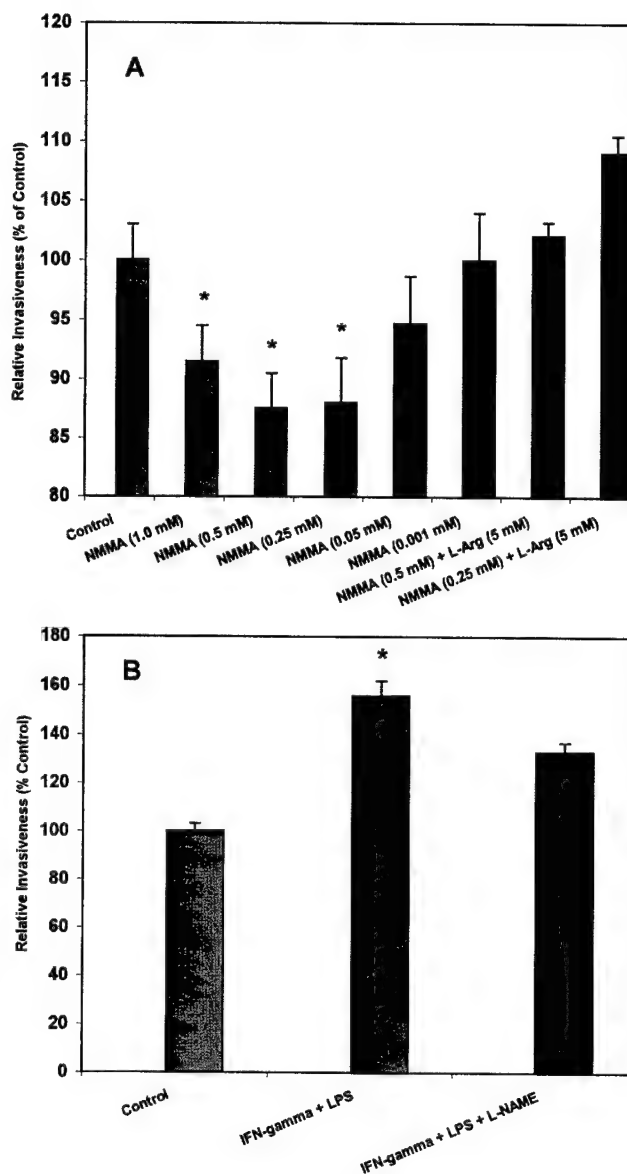 120
A
115
110
105
100
95
90
85
80
Relative Invasiveness (% of Control)
*
*
*
Control
NMMA (1.0 mM)
NMMA (0.5 mM)
NMMA (0.25 mM)
NMMA (0.05 mM)
NMMA (0.001 mM)
NMMA (0.5 mM) + L-Arg (5 mM)
NMMA (0.25 mM) + L-Arg (5 mM)
180
B
160
140
120
100
80
60
40
20
0
Relative Invasiveness (% Control)
*
Control
IFN-gamma + LPS
IFN-gamma + LPS + L-NAME